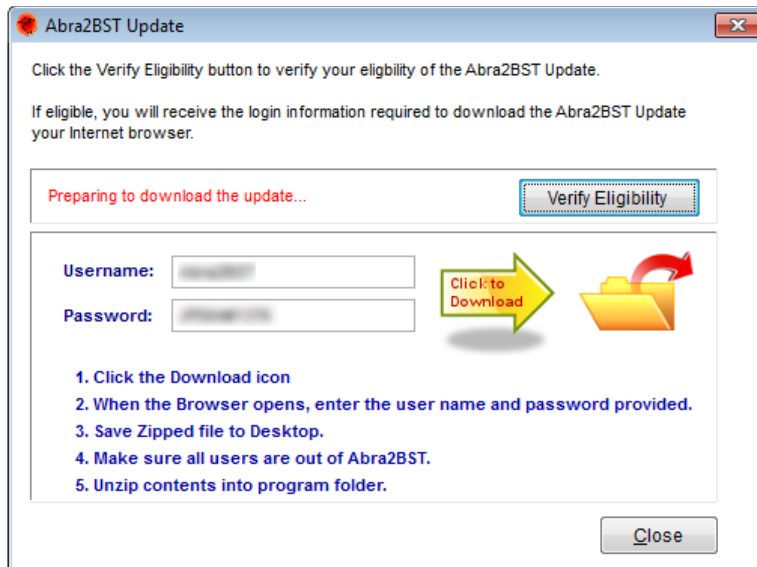 Abra2BST Update
Click the Verify Eligibility button to verify your eligbility of the Abra2BST Update.
If eligible, you will receive the login information required to download the Abra2BST Update
your Internet browser.
Preparing to download the update...
Verify Eligibility
Username:
Password:
Click to
Download
1. Click the Download icon
2. When the Browser opens, enter the user name and password provided.
3. Save Zipped file to Desktop.
4. Make sure all users are out of Abra2BST.
5. Unzip contents into program folder.
Close